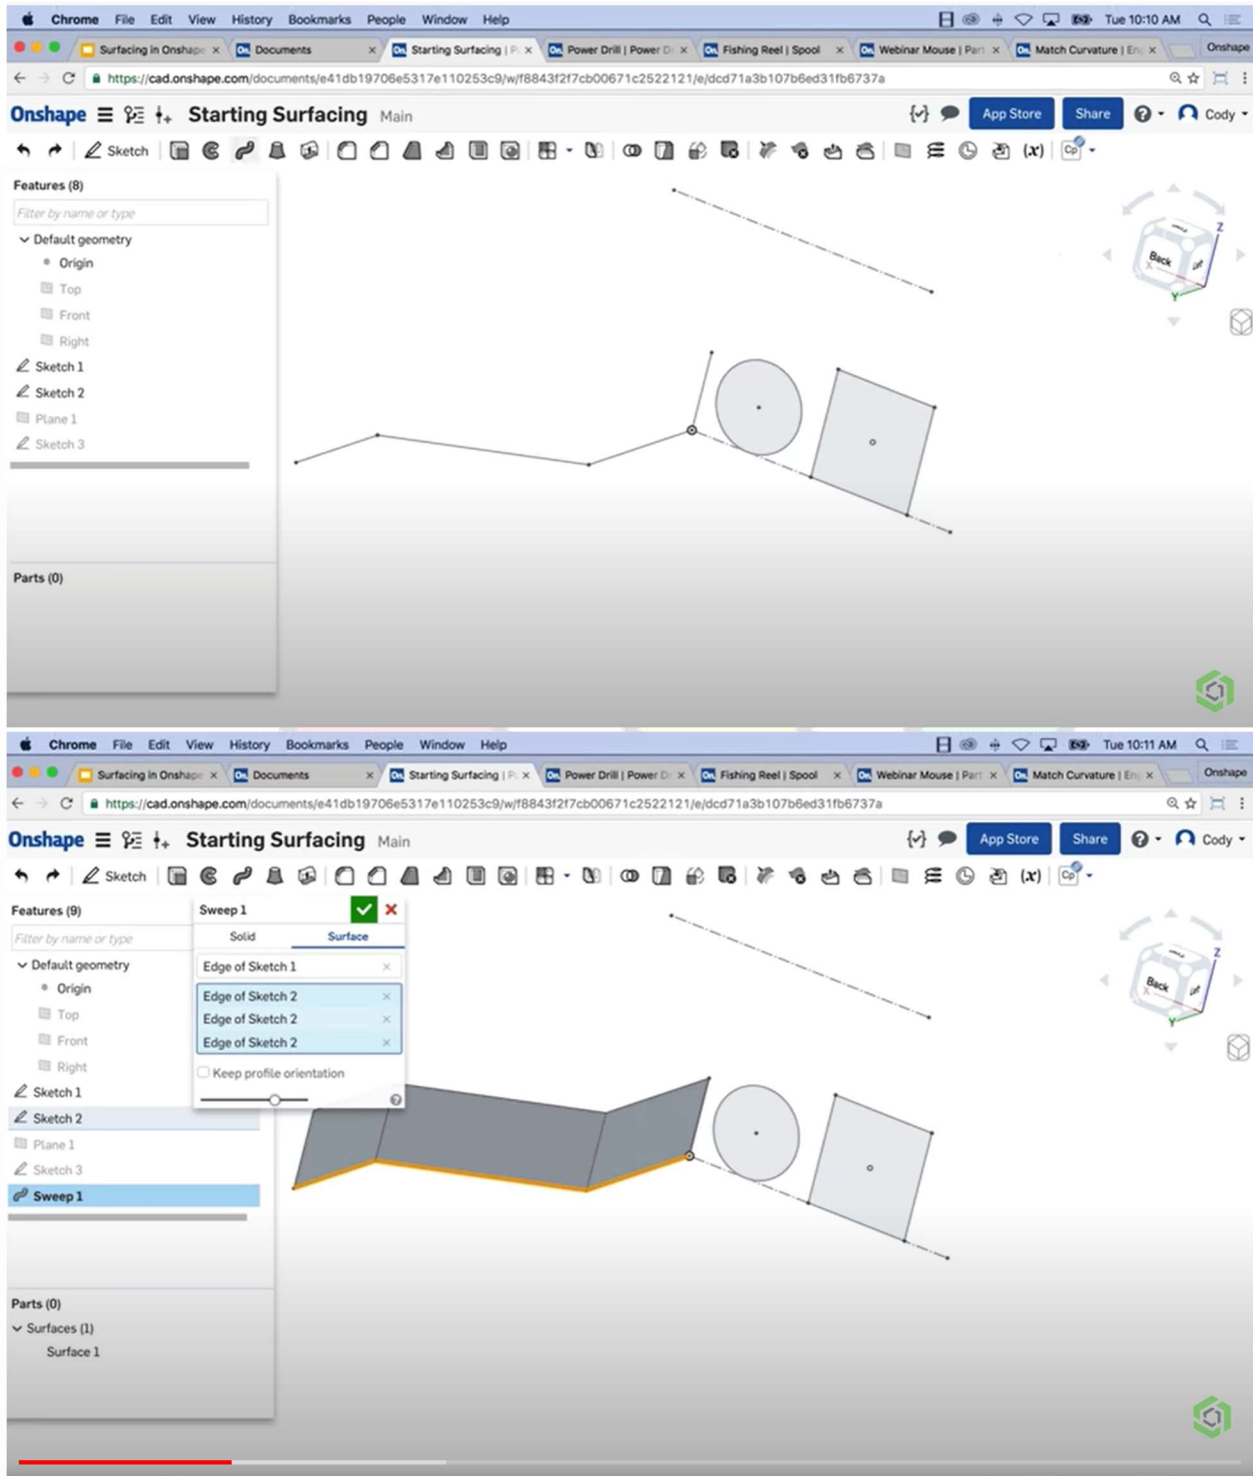 Chrome File Edit View History Bookmarks People Window Help Tue 10:10 AM
Surfacing in Onshape × Documents × Starting Surfacing | P × Power Drill | Power Dr × Fishing Reel | Spool × Webinar Mouse | Part × Match Curvature | Eng × Onshape
https://cad.onshape.com/documents/e41db19706e5317e110253c9/w/f8843f2f7cb00671c2522121/e/dcd71a3b107b6ed31fb6737a
Onshape Starting Surfacing Main App Store Share Cody
Sketch (x) Cp
Features (8)
Filter by name or type
Default geometry
Origin
Top
Front
Right
Sketch 1
Sketch 2
Plane 1
Sketch 3
Z
Back
Left
X
Y
Parts (0)
Chrome File Edit View History Bookmarks People Window Help Tue 10:11 AM
Surfacing in Onshape × Documents × Starting Surfacing | P × Power Drill | Power Dr × Fishing Reel | Spool × Webinar Mouse | Part × Match Curvature | Eng × Onshape
https://cad.onshape.com/documents/e41db19706e5317e110253c9/w/f8843f2f7cb00671c2522121/e/dcd71a3b107b6ed31fb6737a
Onshape Starting Surfacing Main App Store Share Cody
Sketch (x) Cp
Features (9)
Filter by name or type
Default geometry
Origin
Top
Front
Right
Sketch 1
Sketch 2
Plane 1
Sketch 3
Sweep 1
Sweep 1
Solid Surface
Edge of Sketch 1 ×
Edge of Sketch 2 ×
Edge of Sketch 2 ×
Edge of Sketch 2 ×
Keep profile orientation
Z
Back
Left
X
Y
Parts (0)
Surfaces (1)
Surface 1